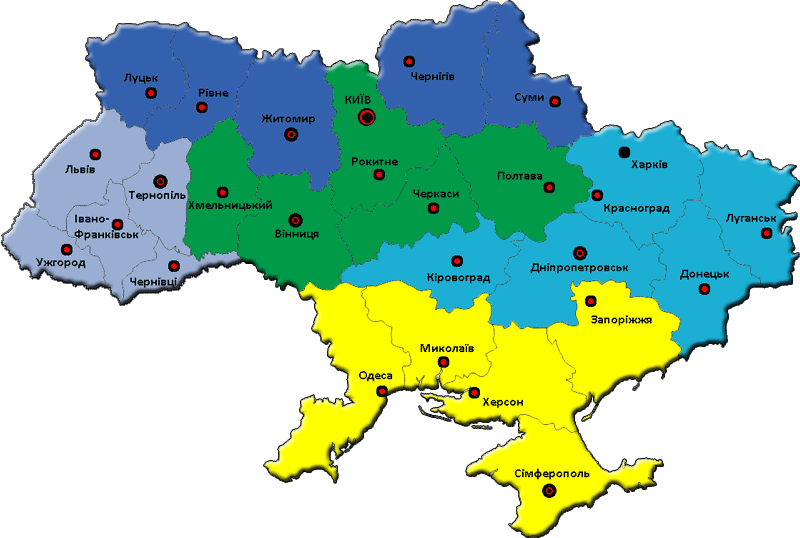 Чернігів
Луцьк
Рівне
Суми
КИЇВ
Житомир
Львів
Рокитне
Харків
Тернопіль
Полтава
Хмельницький
Черкаси
Красноград
Івано-
Франківськ
Вінниця
Луганськ
Ужгород
Чернівці
Кіровоград
Дніпропетровськ
Донецьк
Запоріжжя
Миколаїв
Одеса
Херсон
Сімферополь